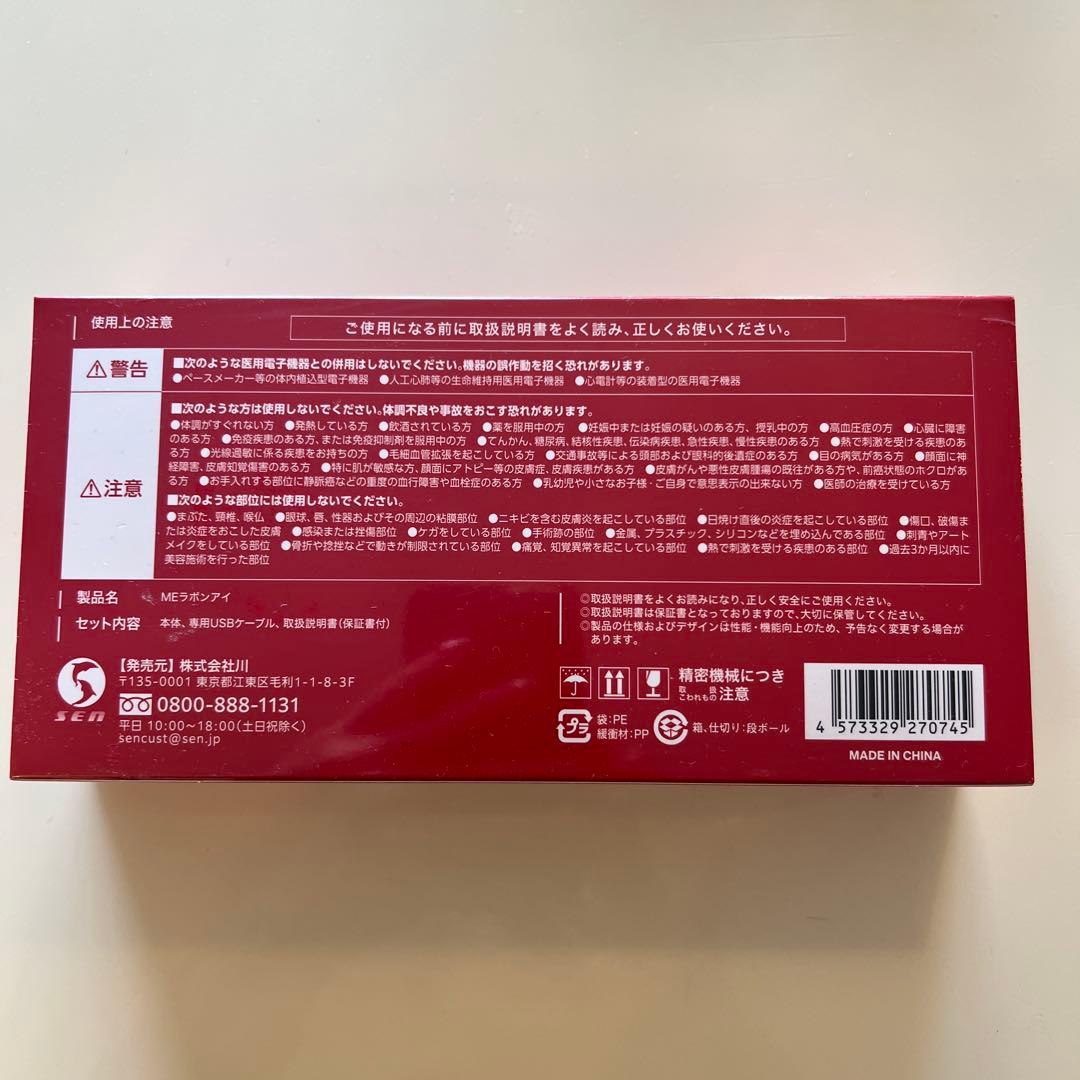 使用上の注意
ご使用になる前に取扱説明書をよく読み、正しくお使いください。
警告
■次のような医用電子機器との併用はしないでください。機器の誤作動を招く恐れがあります。
●ペースメーカー等の体内植込型電子機器 ●人工心肺等の生命維持用医用電子機器 ●心電計等の装着型の医用電子機器
注意
■次のような方は使用しないでください。体調不良や事故をおこす恐れがあります。
●体調がすぐれない方 ●発熱している方 ●飲酒されている方 ●薬を服用中の方 ●妊娠中または妊娠の疑いのある方、授乳中の方 ●高血圧症の方 ●心臓に障害
のある方 ●免疫疾患のある方、または免疫抑制剤を服用中の方 ●てんかん、糖尿病、結核性疾患、伝染病疾患、急性疾患、慢性疾患のある方 ●熱で刺激を受ける疾患のあ
る方 ●光線過敏に係る疾患をお持ちの方 ●毛細血管拡張を起こしている方 ●交通事故等による頭部および眼科的後遺症のある方 ●目の病気がある方 ●顔面に神
経障害、皮膚知覚傷害のある方 ●特に肌が敏感な方、顔面にアトピー等の皮膚症、皮膚疾患がある方 ●皮膚がんや悪性皮膚腫瘍の既往がある方や、前癌状態のホクロがあ
る方 ●お手入れする部位に静脈瘤などの重度の血行障害や血栓症のある方 ●乳幼児や小さなお子様・ご自身で意思表示の出来ない方 ●医師の治療を受けている方
■次のような部位には使用しないでください。
●まぶた、頸椎、喉仏 ●眼球、唇、性器およびその周辺の粘膜部位 ●ニキビを含む皮膚炎を起こしている部位 ●日焼け直後の炎症を起こしている部位 ●傷口、破傷ま
たは炎症をおこした皮膚 ●感染または挫傷部位 ●ケガをしている部位 ●手術跡の部位 ●金属、プラスチック、シリコンなどを埋め込んである部位 ●刺青やアート
メイクをしている部位 ●骨折や捻挫などで動きが制限されている部位 ●痛覚、知覚異常を起こしている部位 ●熱で刺激を受ける疾患のある部位 ●過去3か月以内に
美容施術を行った部位
製品名 MEラボンアイ
セット内容 本体、専用USBケーブル、取扱説明書(保証書付)
◎取扱説明書をよくお読みになり、正しく安全にご使用ください。
◎取扱説明書は保証書となっておりますので、大切に保管してください。
◎製品の仕様およびデザインは性能・機能向上のため、予告なく変更する場合が
あります。
SEN
【発売元】株式会社川
〒135-0001 東京都江東区毛利1-1-8-3F
0800-888-1131
平日 10:00〜18:00(土日祝除く)
sencust@sen.jp
精密機械につき
取扱注意
こわれもの
プラ
袋:PE
緩衝材:PP
箱、仕切り:段ボール
4 573329 270745
MADE IN CHINA